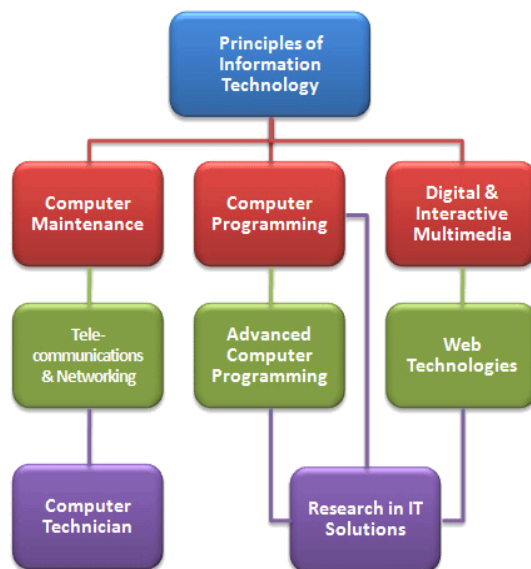 Principles of
Information
Technology
Computer
Maintenance
Computer
Programming
Digital &
Interactive
Multimedia
Tele-
communications
& Networking
Advanced
Computer
Programming
Web
Technologies
Computer
Technician
Research in IT
Solutions